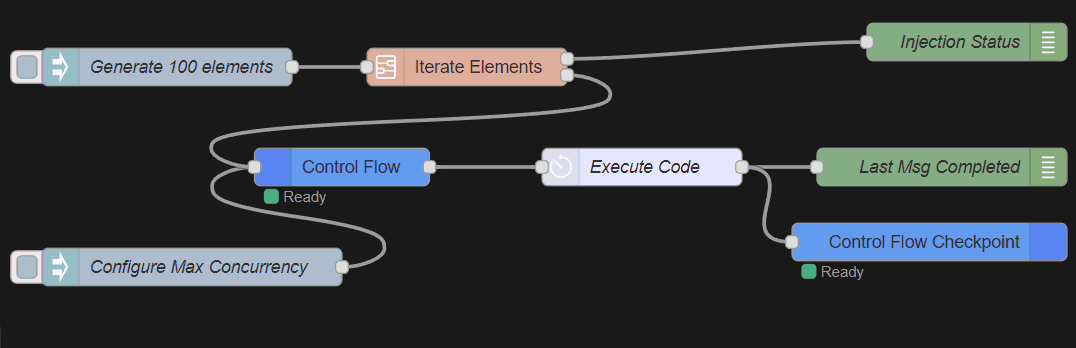 Generate 100 elements
Iterate Elements
Injection Status
Control Flow
Ready
Execute Code
Last Msg Completed
Control Flow Checkpoint
Ready
Configure Max Concurrency